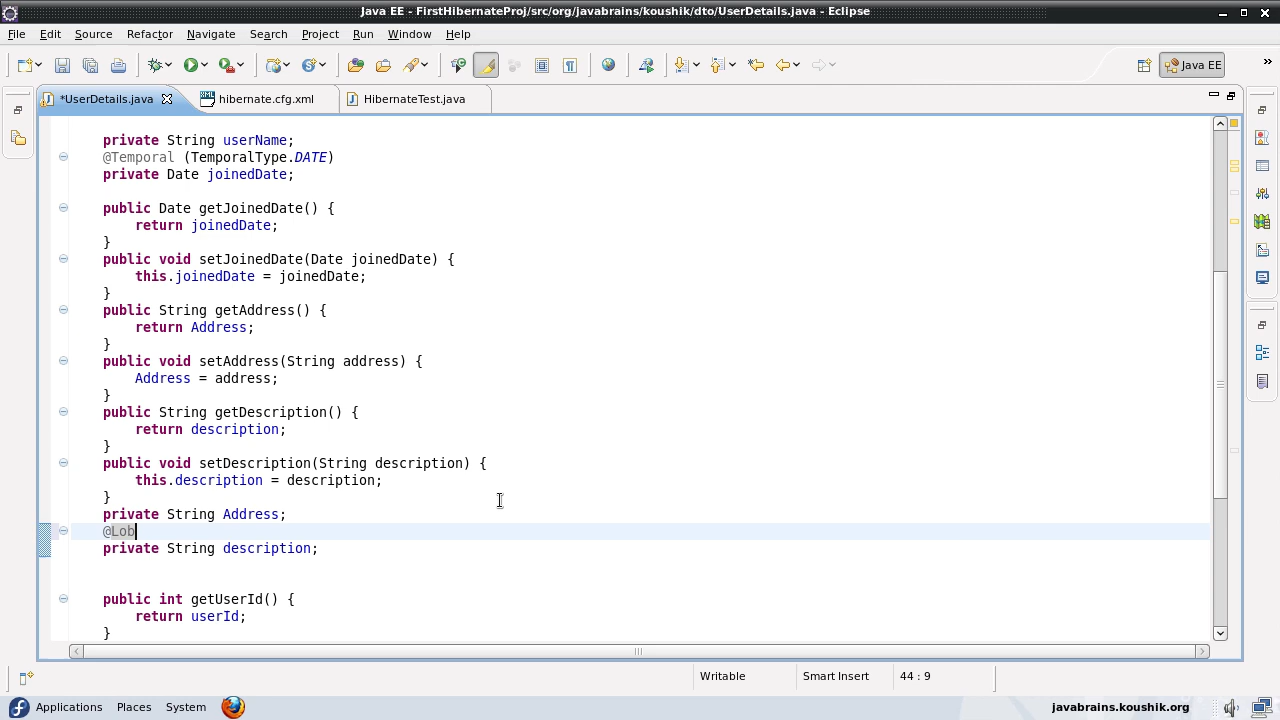 Java EE - FirstHibernateProj/src/org/javabrains/koushik/dto/UserDetails.java - Eclipse
File Edit Source Refactor Navigate Search Project Run Window Help
Java EE
*UserDetails.java hibernate.cfg.xml HibernateTest.java
private String userName;
@Temporal (TemporalType.DATE)
private Date joinedDate;
public Date getJoinedDate() {
return joinedDate;
}
public void setJoinedDate(Date joinedDate) {
this.joinedDate = joinedDate;
}
public String getAddress() {
return Address;
}
public void setAddress(String address) {
Address = address;
}
public String getDescription() {
return description;
}
public void setDescription(String description) {
this.description = description;
}
private String Address;
@Lob
private String description;
public int getUserId() {
return userId;
}
Writable Smart Insert 44 : 9
Applications Places System javabrains.koushik.org